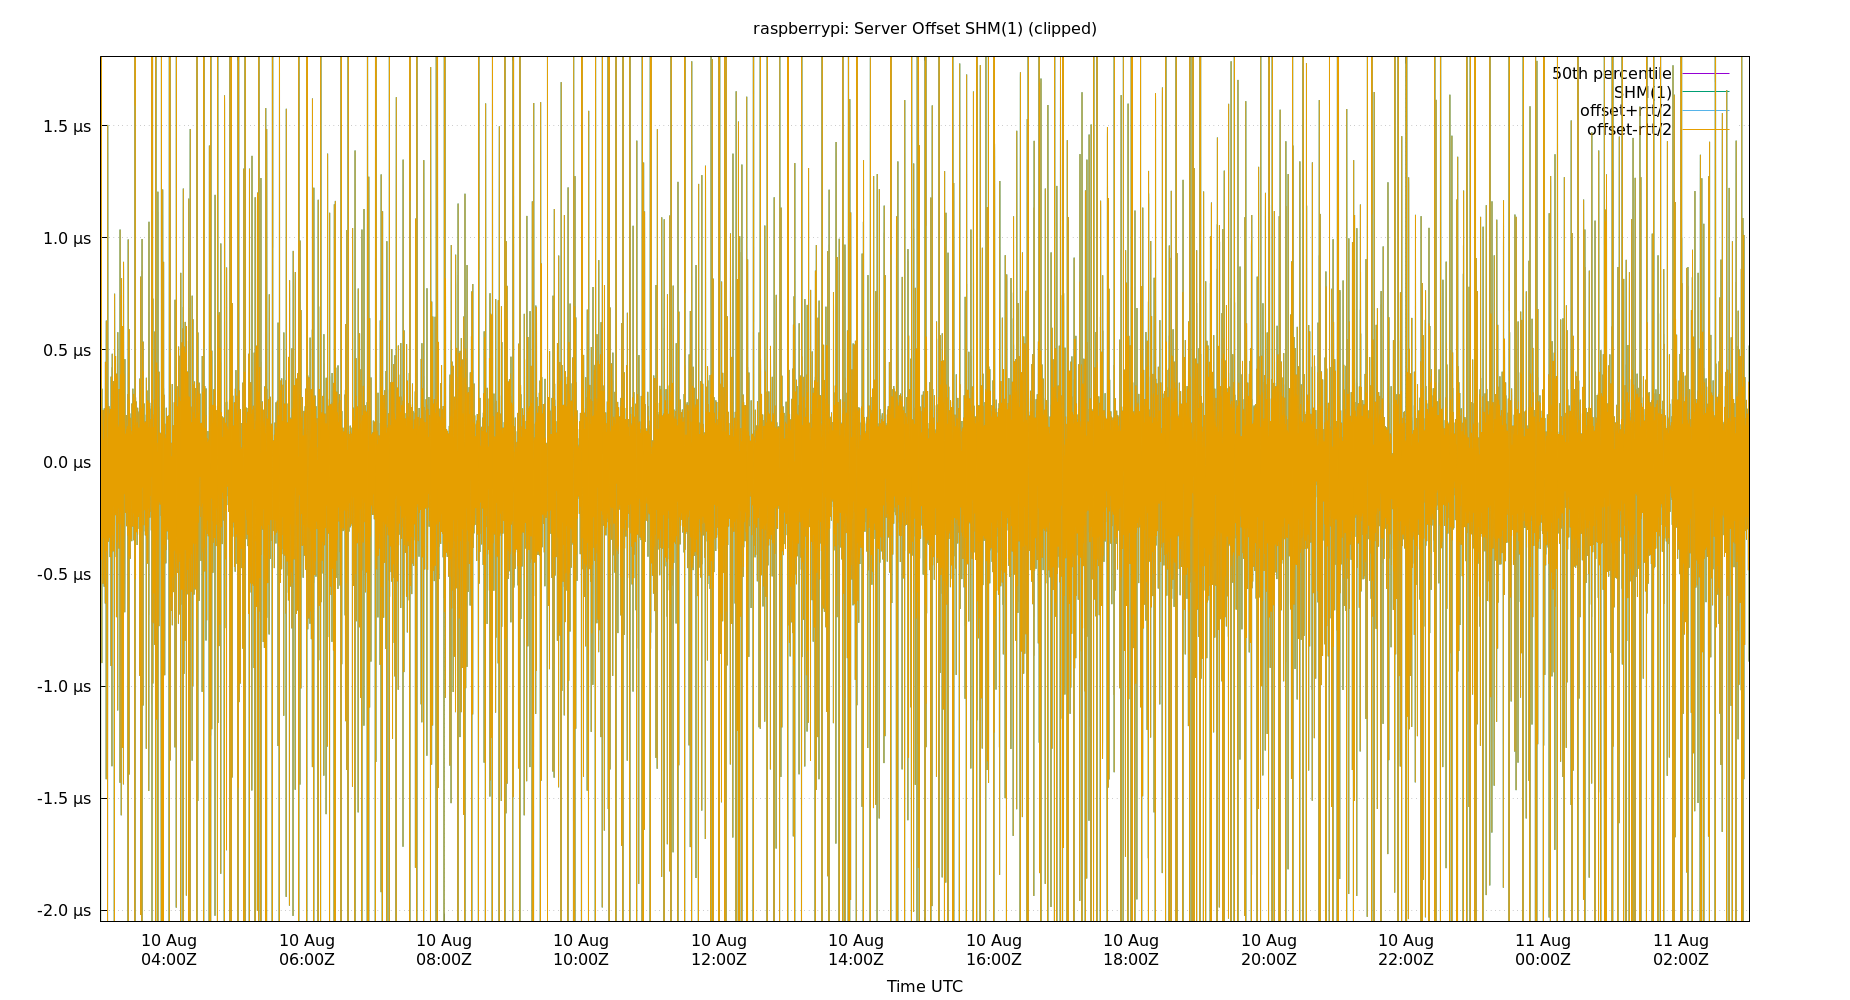 raspberrypi: Server Offset SHM(1) (clipped)
50th percentile
SHM(1)
offset+rtt/2
offset-rtt/2
1.5 µs
1.0 µs
0.5 µs
0.0 µs
-0.5 µs
-1.0 µs
-1.5 µs
-2.0 µs
10 Aug 10 Aug 10 Aug 10 Aug 10 Aug 10 Aug 10 Aug 10 Aug 10 Aug 10 Aug 11 Aug 11 Aug
04:00Z 06:00Z 08:00Z 10:00Z 12:00Z 14:00Z 16:00Z 18:00Z 20:00Z 22:00Z 00:00Z 02:00Z
Time UTC